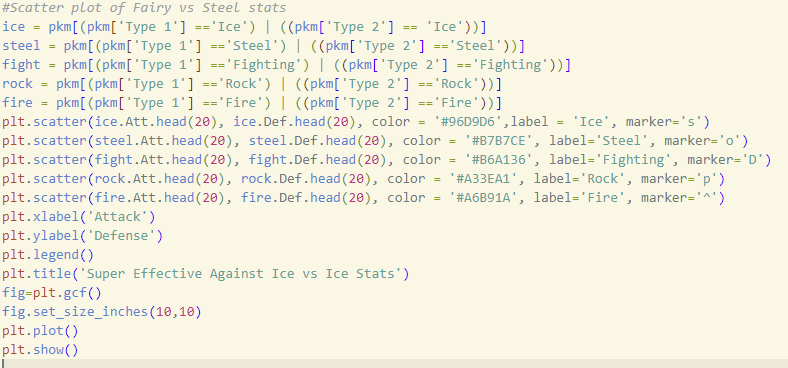 #Scatter plot of Fairy vs Steel stats
ice = pkm[(pkm['Type 1'] =='Ice') | ((pkm['Type 2'] == 'Ice'))]
steel = pkm[(pkm['Type 1'] =='Steel') | ((pkm['Type 2'] =='Steel'))]
fight = pkm[(pkm['Type 1'] =='Fighting') | ((pkm['Type 2'] =='Fighting'))]
rock = pkm[(pkm['Type 1'] =='Rock') | ((pkm['Type 2'] =='Rock'))]
fire = pkm[(pkm['Type 1'] =='Fire') | ((pkm['Type 2'] =='Fire'))]
plt.scatter(ice.Att.head(20), ice.Def.head(20), color = '#96D9D6',label = 'Ice', marker='s')
plt.scatter(steel.Att.head(20), steel.Def.head(20), color = '#B7B7CE', label='Steel', marker='o')
plt.scatter(fight.Att.head(20), fight.Def.head(20), color = '#B6A136', label='Fighting', marker='D')
plt.scatter(rock.Att.head(20), rock.Def.head(20), color = '#A33EA1', label='Rock', marker='p')
plt.scatter(fire.Att.head(20), fire.Def.head(20), color = '#A6B91A', label='Fire', marker='^')
plt.xlabel('Attack')
plt.ylabel('Defense')
plt.legend()
plt.title('Super Effective Against Ice vs Ice Stats')
fig=plt.gcf()
fig.set_size_inches(10,10)
plt.plot()
plt.show()